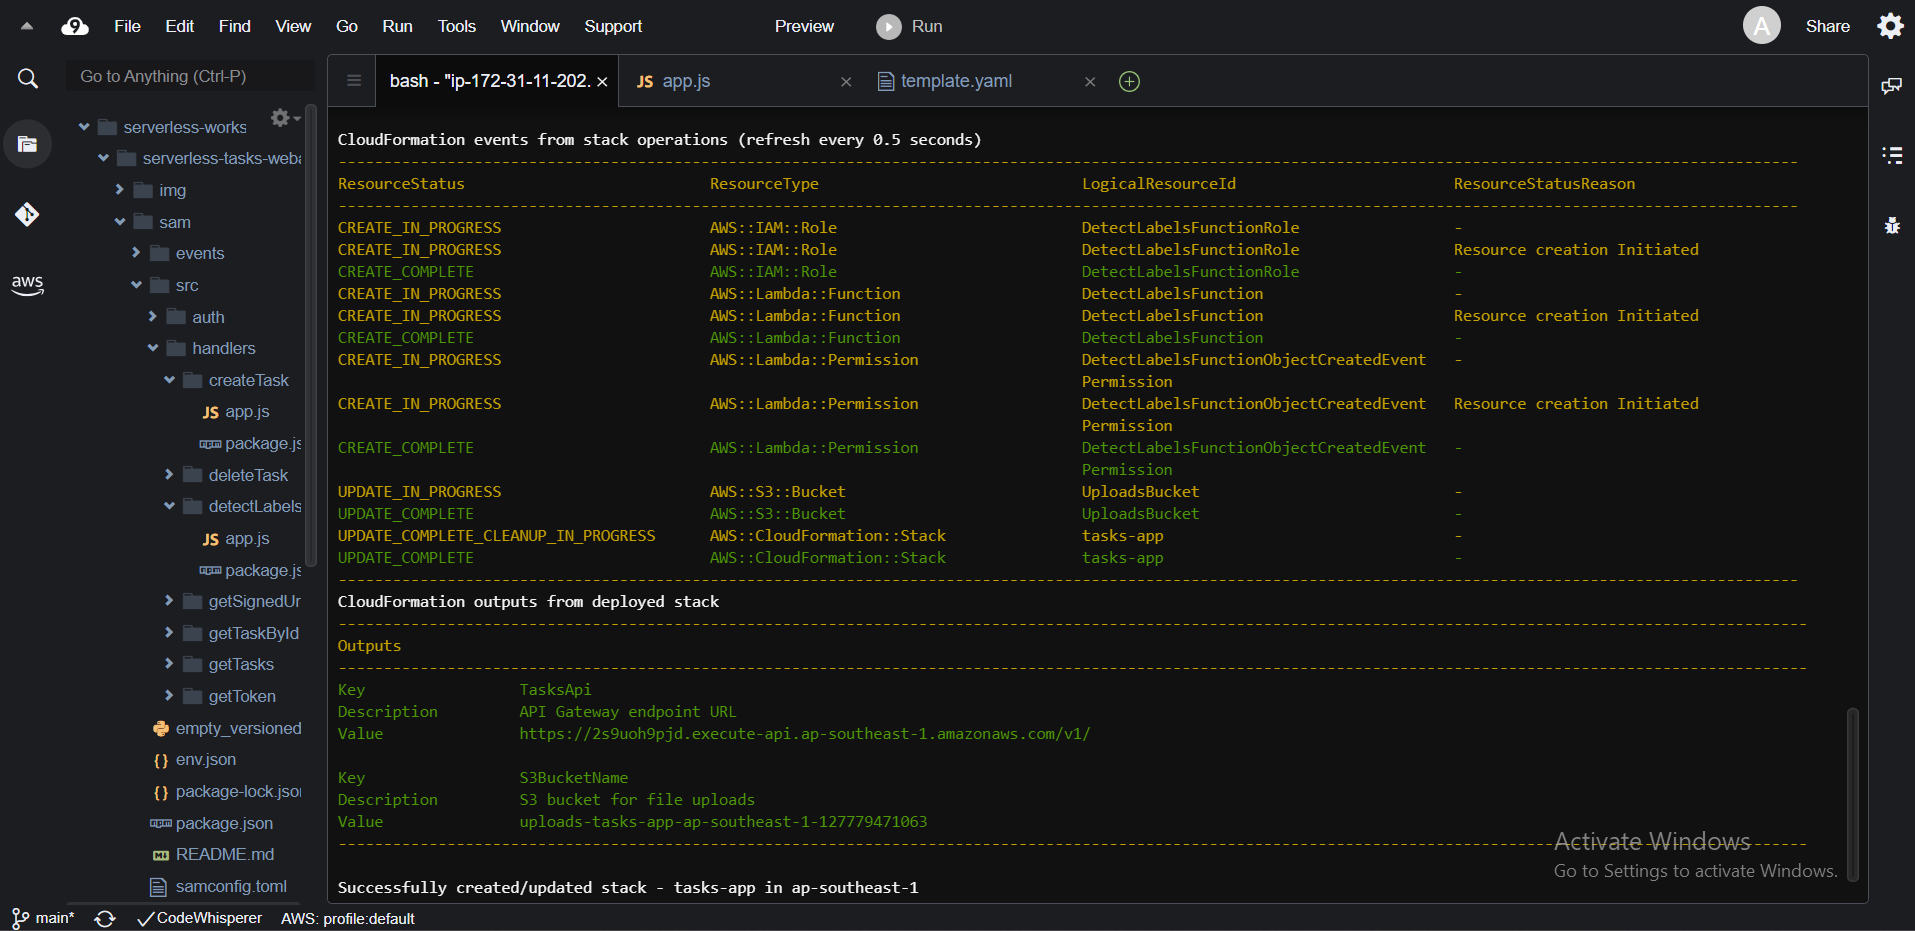 File Edit Find View Go Run Tools Window Support Preview Run A Share
Go to Anything (Ctrl-P)
bash - "ip-172-31-11-202. × JS app.js × template.yaml ×
serverless-works
serverless-tasks-weba
img
sam
events
src
auth
handlers
createTask
JS app.js
package.js
deleteTask
detectLabels
JS app.js
package.js
getSignedUr
getTaskById
getTasks
getToken
empty_versioned
{} env.json
{} package-lock.json
package.json
README.md
samconfig.toml
aws
CloudFormation events from stack operations (refresh every 0.5 seconds)
ResourceStatus ResourceType LogicalResourceId ResourceStatusReason
CREATE_IN_PROGRESS AWS::IAM::Role DetectLabelsFunctionRole -
CREATE_IN_PROGRESS AWS::IAM::Role DetectLabelsFunctionRole Resource creation Initiated
CREATE_COMPLETE AWS::IAM::Role DetectLabelsFunctionRole -
CREATE_IN_PROGRESS AWS::Lambda::Function DetectLabelsFunction -
CREATE_IN_PROGRESS AWS::Lambda::Function DetectLabelsFunction Resource creation Initiated
CREATE_COMPLETE AWS::Lambda::Function DetectLabelsFunction -
CREATE_IN_PROGRESS AWS::Lambda::Permission DetectLabelsFunctionObjectCreatedEvent -
Permission
CREATE_IN_PROGRESS AWS::Lambda::Permission DetectLabelsFunctionObjectCreatedEvent Resource creation Initiated
Permission
CREATE_COMPLETE AWS::Lambda::Permission DetectLabelsFunctionObjectCreatedEvent -
Permission
UPDATE_IN_PROGRESS AWS::S3::Bucket UploadsBucket -
UPDATE_COMPLETE AWS::S3::Bucket UploadsBucket -
UPDATE_COMPLETE_CLEANUP_IN_PROGRESS AWS::CloudFormation::Stack tasks-app -
UPDATE_COMPLETE AWS::CloudFormation::Stack tasks-app -
CloudFormation outputs from deployed stack
Outputs
Key TasksApi
Description API Gateway endpoint URL
Value https://2s9uoh9pjd.execute-api.ap-southeast-1.amazonaws.com/v1/
Key S3BucketName
Description S3 bucket for file uploads
Value uploads-tasks-app-ap-southeast-1-127779471063
Successfully created/updated stack - tasks-app in ap-southeast-1
Activate Windows
Go to Settings to activate Windows.
main* CodeWhisperer AWS: profile:default